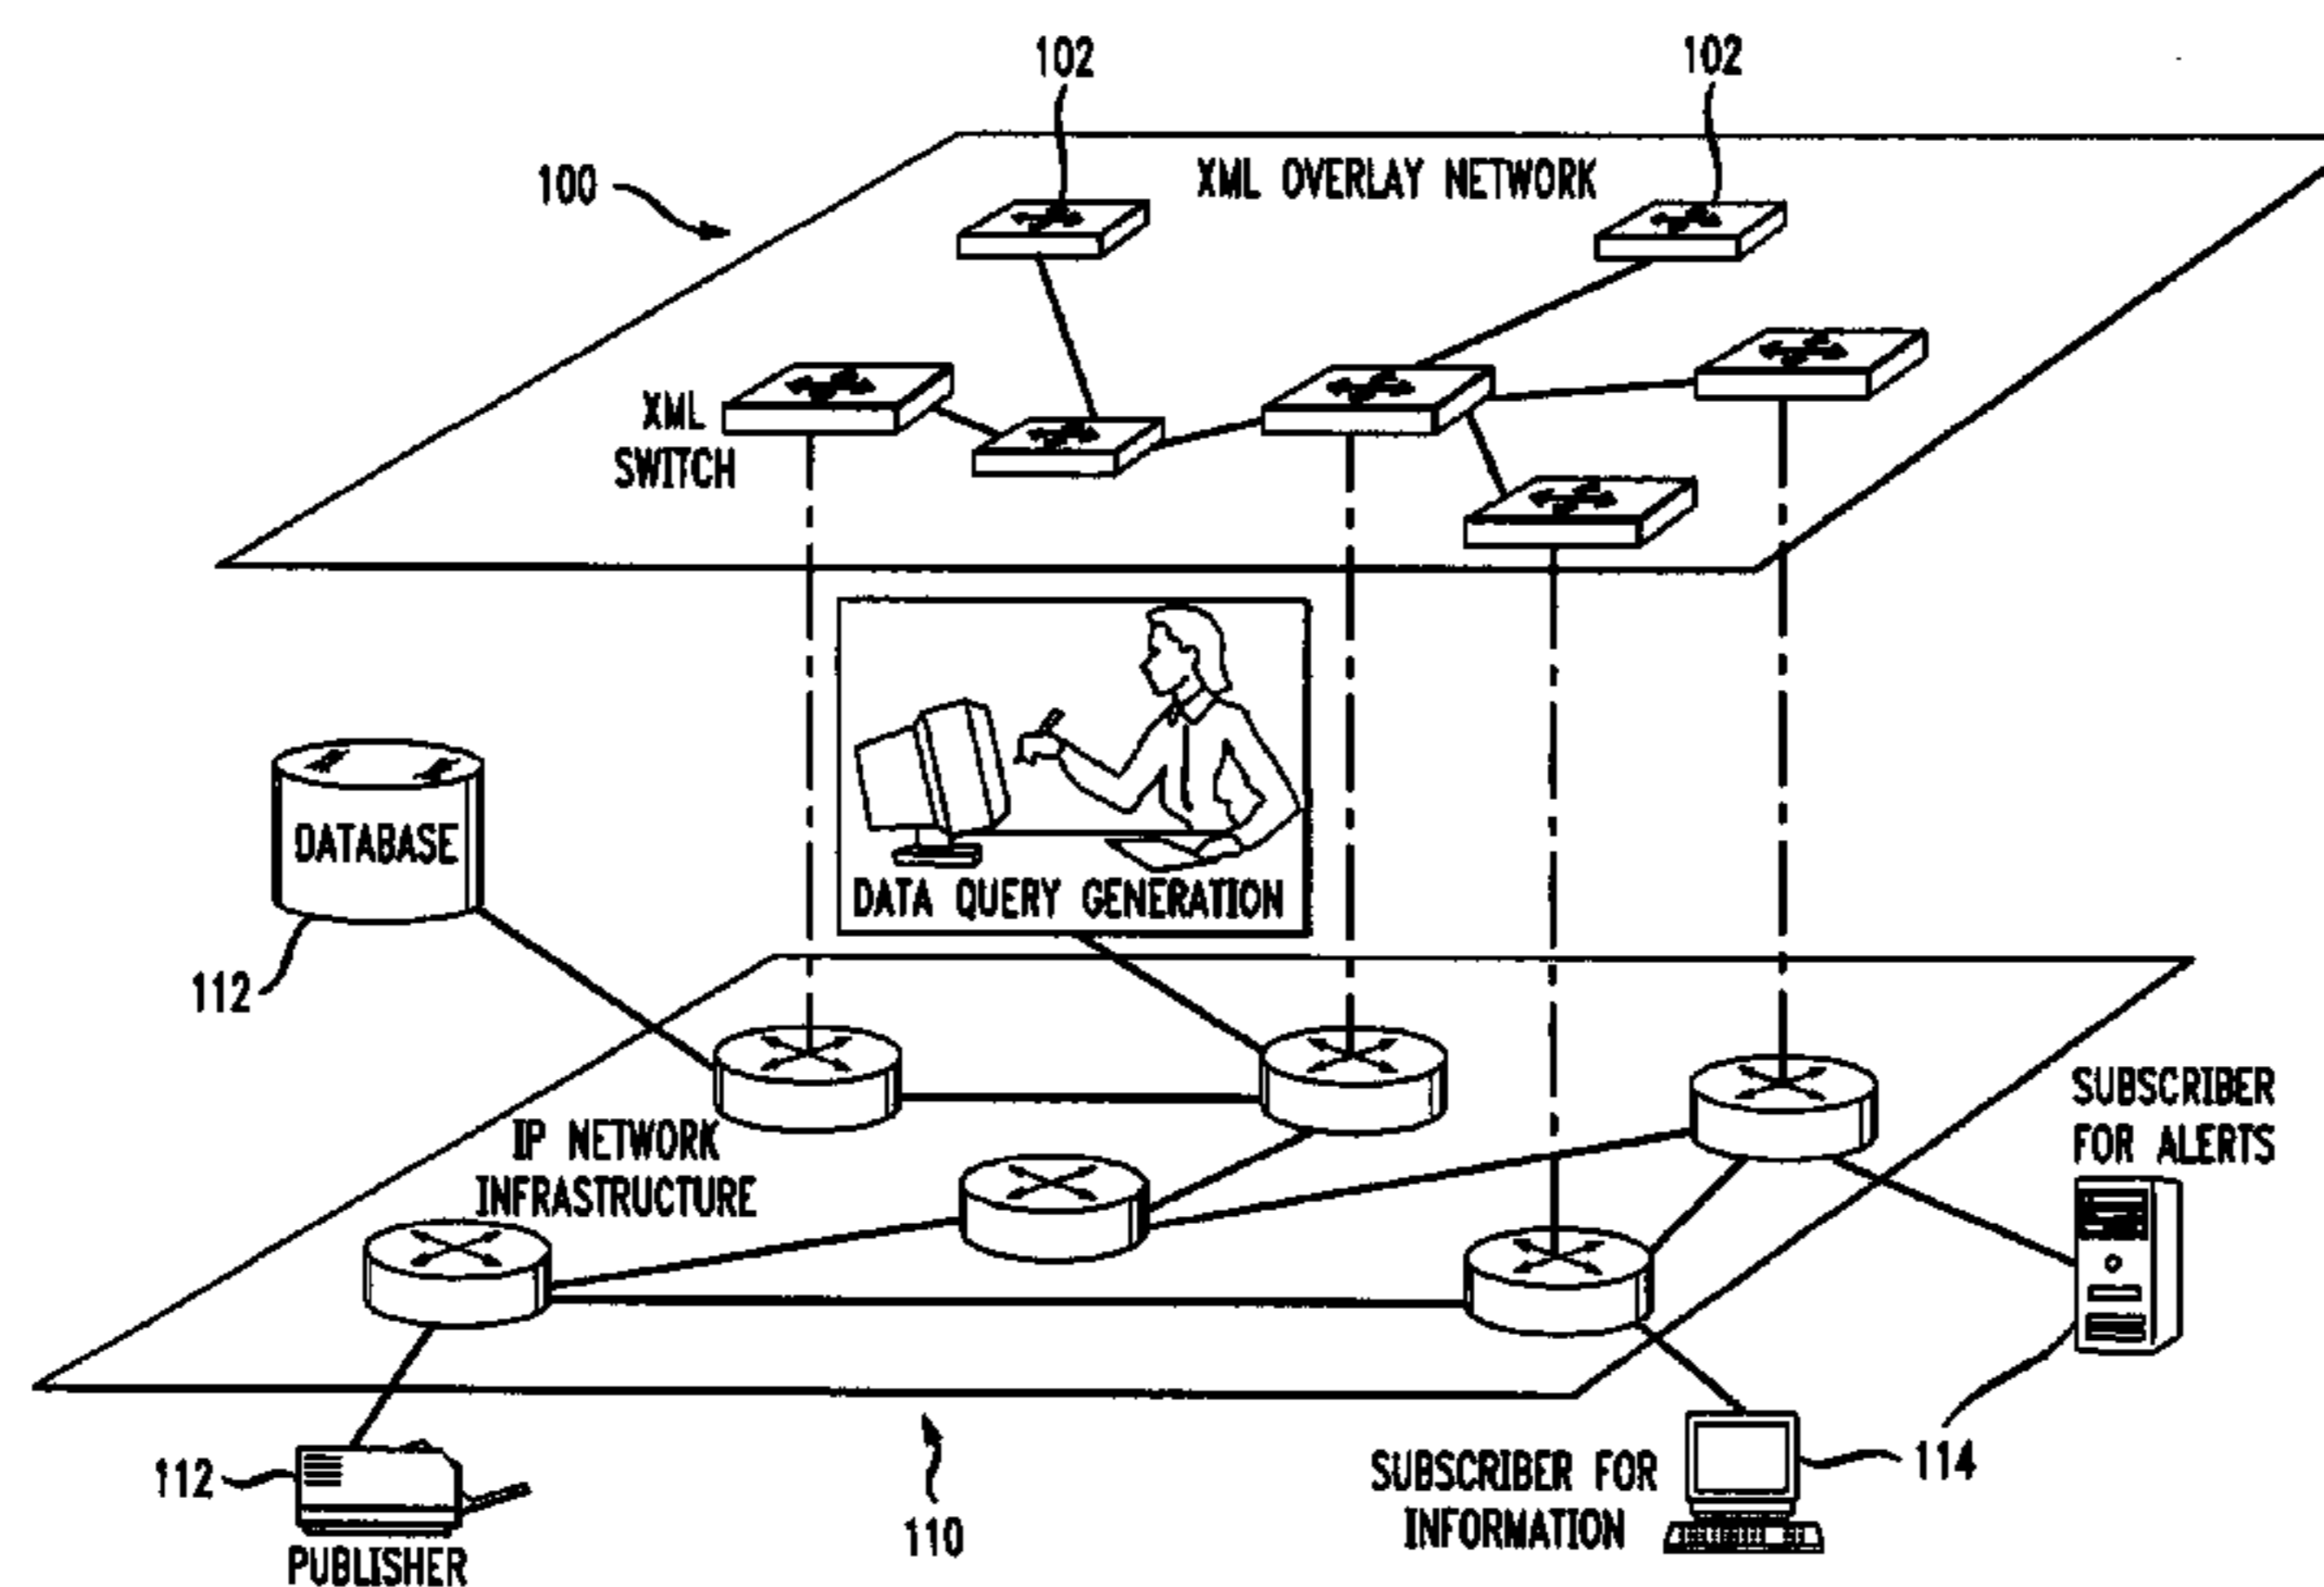 102
102
XML OVERLAY NETWORK
100
XML
SWITCH
DATABASE
DATA QUERY GENERATION
112
SUBSCRIBER
FOR ALERTS
IP NETWORK
INFRASTRUCTURE
112
PUBLISHER
110
SUBSCRIBER FOR
INFORMATION
114